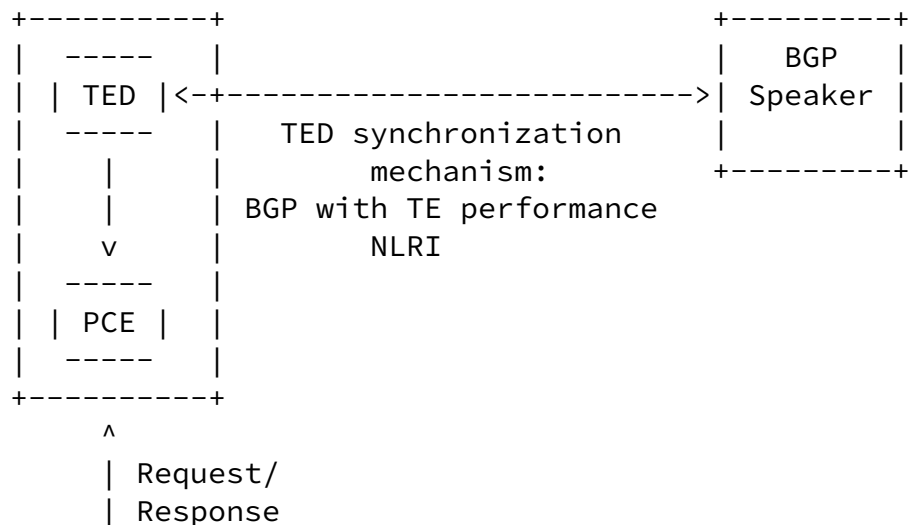 +----------+                           +---------+
|  -----   |                           |   BGP   |
| | TED |<-+-------------------------->| Speaker |
|  -----   |   TED synchronization     |         |
|    |     |        mechanism:         +---------+
|    |     | BGP with TE performance
|    v     |        NLRI
|  -----   |
| | PCE |  |
|  -----   |
+----------+
     ^
     | Request/
     | Response